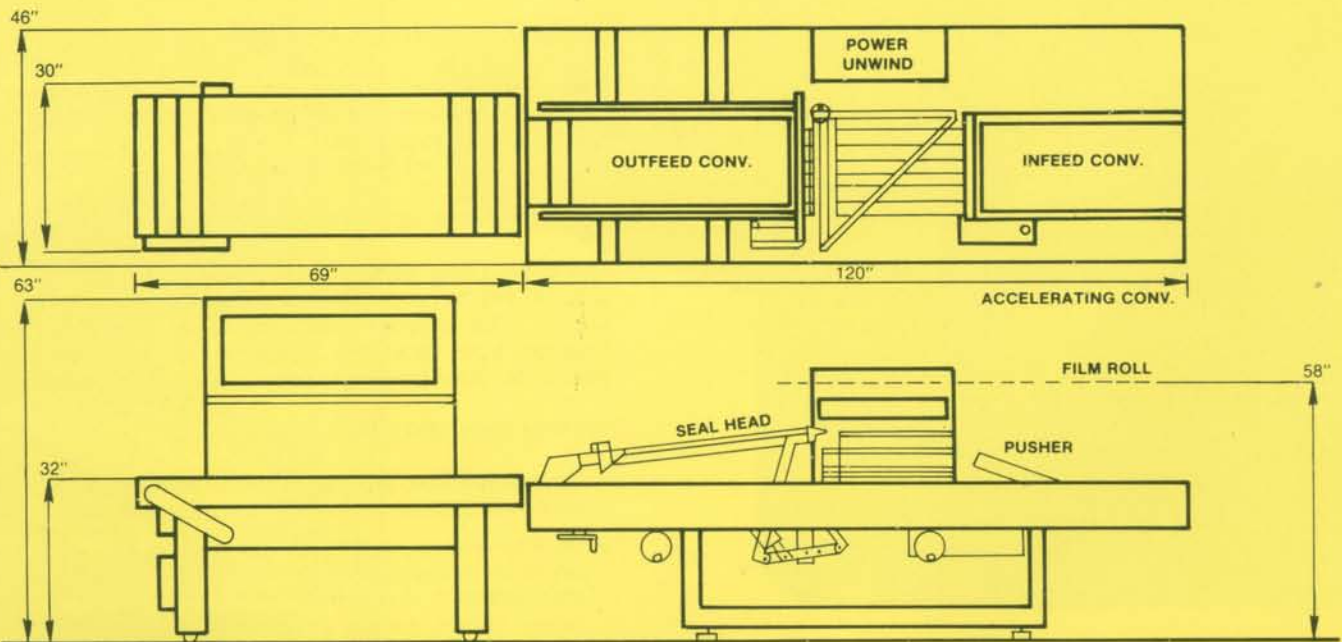 46"
30"
POWER
UNWIND
OUTFEED CONV.
INFEED CONV.
69"
120"
63"
ACCELERATING CONV.
FILM ROLL
58"
SEAL HEAD
PUSHER
32"